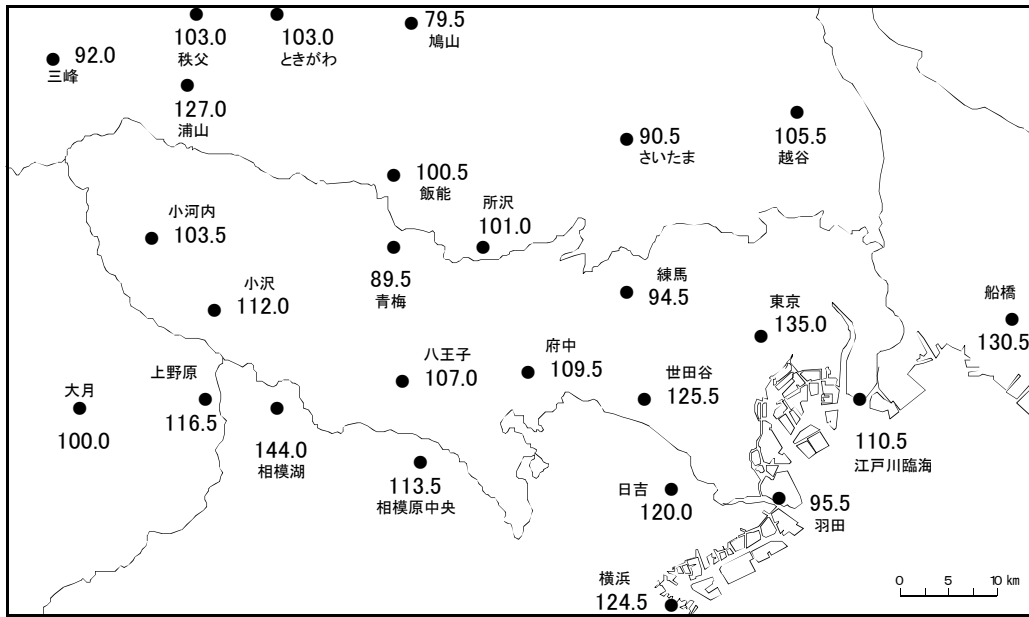 79.5
鳩山
103.0
秩父
103.0
ときがわ
92.0
三峰
127.0
浦山
105.5
越谷
90.5
さいたま
100.5
飯能
所沢
101.0
小河内
103.5
89.5
青梅
練馬
94.5
小沢
112.0
東京
135.0
船橋
130.5
八王子
107.0
府中
109.5
世田谷
125.5
上野原
116.5
大月
100.0
144.0
相模湖
110.5
江戸川臨海
113.5
相模原中央
日吉
120.0
95.5
羽田
横浜
124.5
0 5 10 km